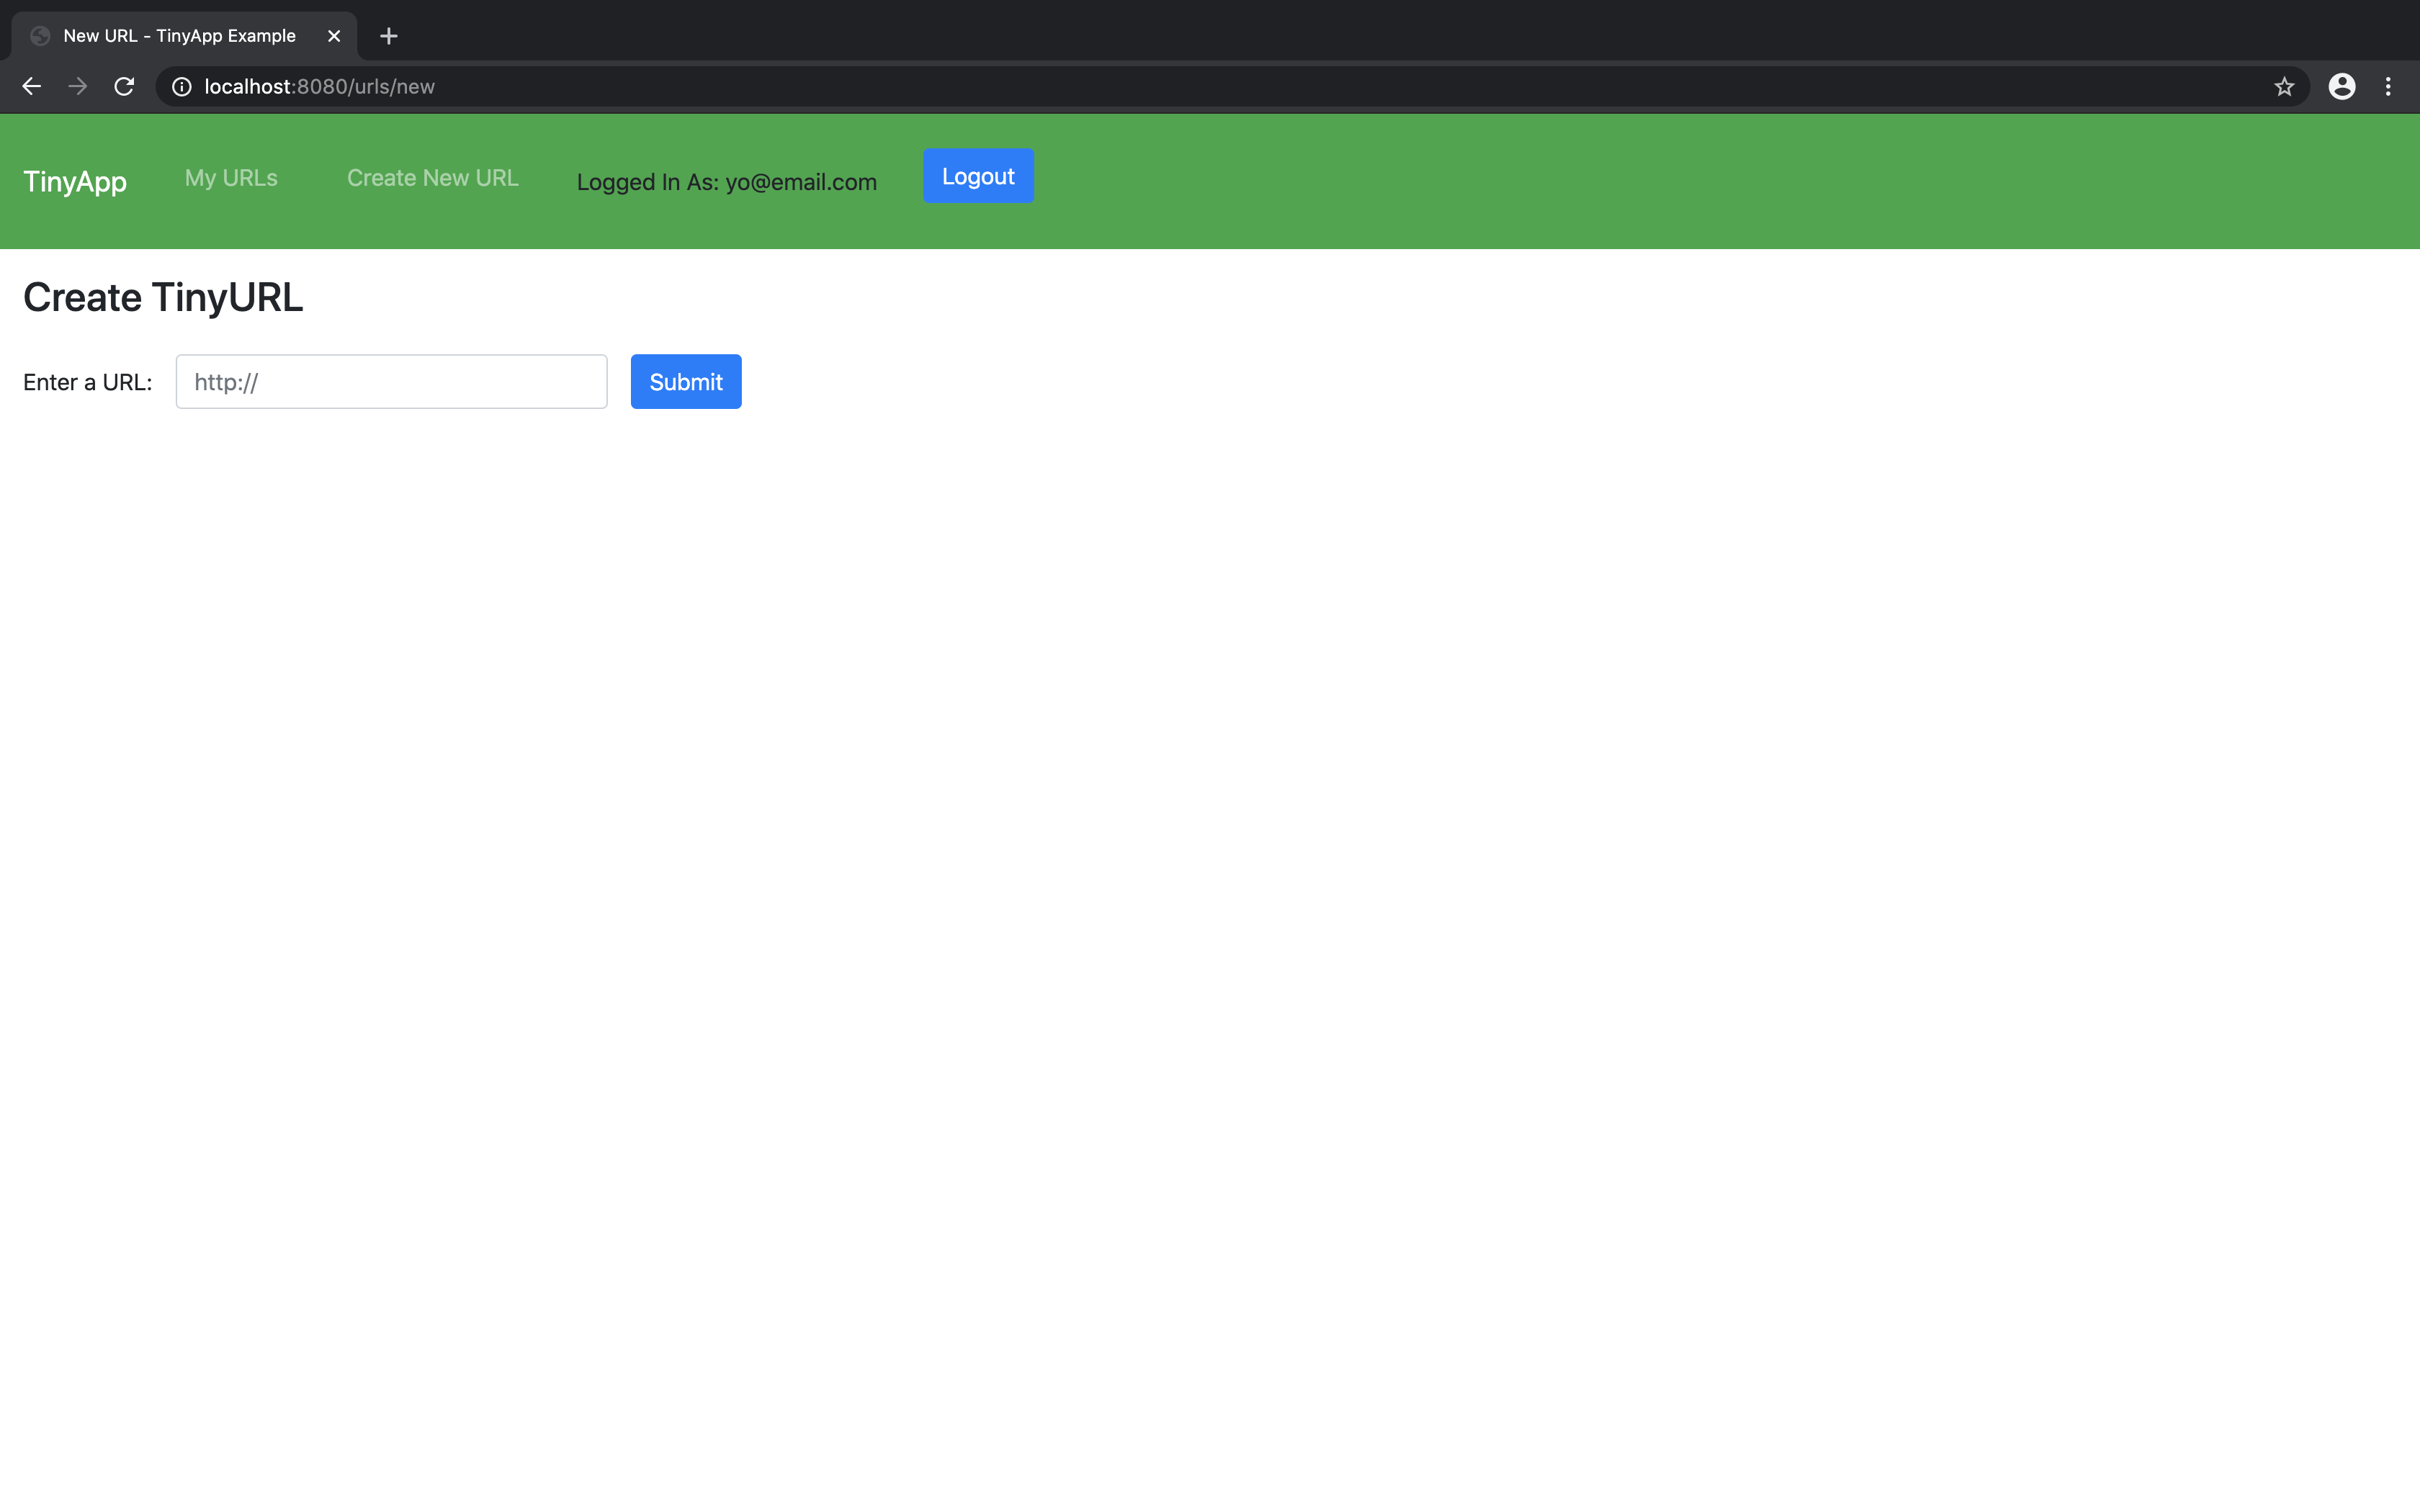 New URL - TinyApp Example
localhost:8080/urls/new
TinyApp My URLs Create New URL Logged In As: yo@email.com Logout
Create TinyURL
Enter a URL: http:// Submit